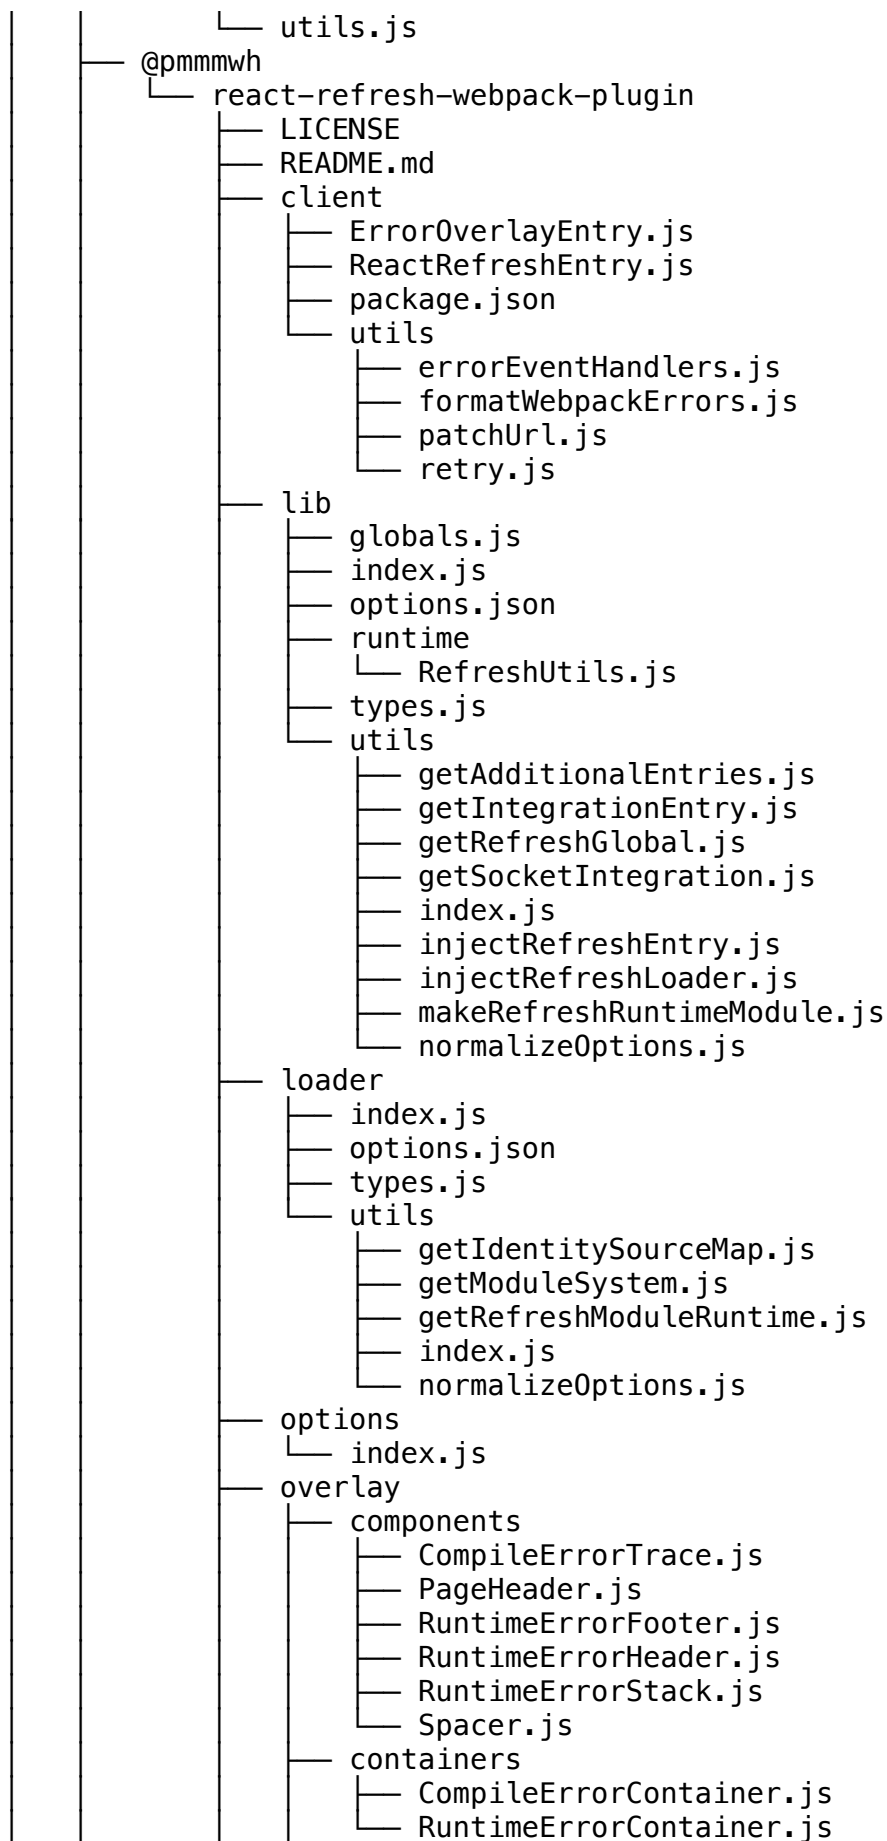 │   │       └── utils.js
│   ├── @pmmmwh
│   │   └── react-refresh-webpack-plugin
│   │       ├── LICENSE
│   │       ├── README.md
│   │       ├── client
│   │       │   ├── ErrorOverlayEntry.js
│   │       │   ├── ReactRefreshEntry.js
│   │       │   ├── package.json
│   │       │   └── utils
│   │       │       ├── errorEventHandlers.js
│   │       │       ├── formatWebpackErrors.js
│   │       │       ├── patchUrl.js
│   │       │       └── retry.js
│   │       ├── lib
│   │       │   ├── globals.js
│   │       │   ├── index.js
│   │       │   ├── options.json
│   │       │   ├── runtime
│   │       │   │   └── RefreshUtils.js
│   │       │   ├── types.js
│   │       │   └── utils
│   │       │       ├── getAdditionalEntries.js
│   │       │       ├── getIntegrationEntry.js
│   │       │       ├── getRefreshGlobal.js
│   │       │       ├── getSocketIntegration.js
│   │       │       ├── index.js
│   │       │       ├── injectRefreshEntry.js
│   │       │       ├── injectRefreshLoader.js
│   │       │       ├── makeRefreshRuntimeModule.js
│   │       │       └── normalizeOptions.js
│   │       ├── loader
│   │       │   ├── index.js
│   │       │   ├── options.json
│   │       │   ├── types.js
│   │       │   └── utils
│   │       │       ├── getIdentitySourceMap.js
│   │       │       ├── getModuleSystem.js
│   │       │       ├── getRefreshModuleRuntime.js
│   │       │       ├── index.js
│   │       │       └── normalizeOptions.js
│   │       ├── options
│   │       │   └── index.js
│   │       ├── overlay
│   │       │   ├── components
│   │       │   │   ├── CompileErrorTrace.js
│   │       │   │   ├── PageHeader.js
│   │       │   │   ├── RuntimeErrorFooter.js
│   │       │   │   ├── RuntimeErrorHeader.js
│   │       │   │   ├── RuntimeErrorStack.js
│   │       │   │   └── Spacer.js
│   │       │   ├── containers
│   │       │   │   ├── CompileErrorContainer.js
│   │       │   │   └── RuntimeErrorContainer.js